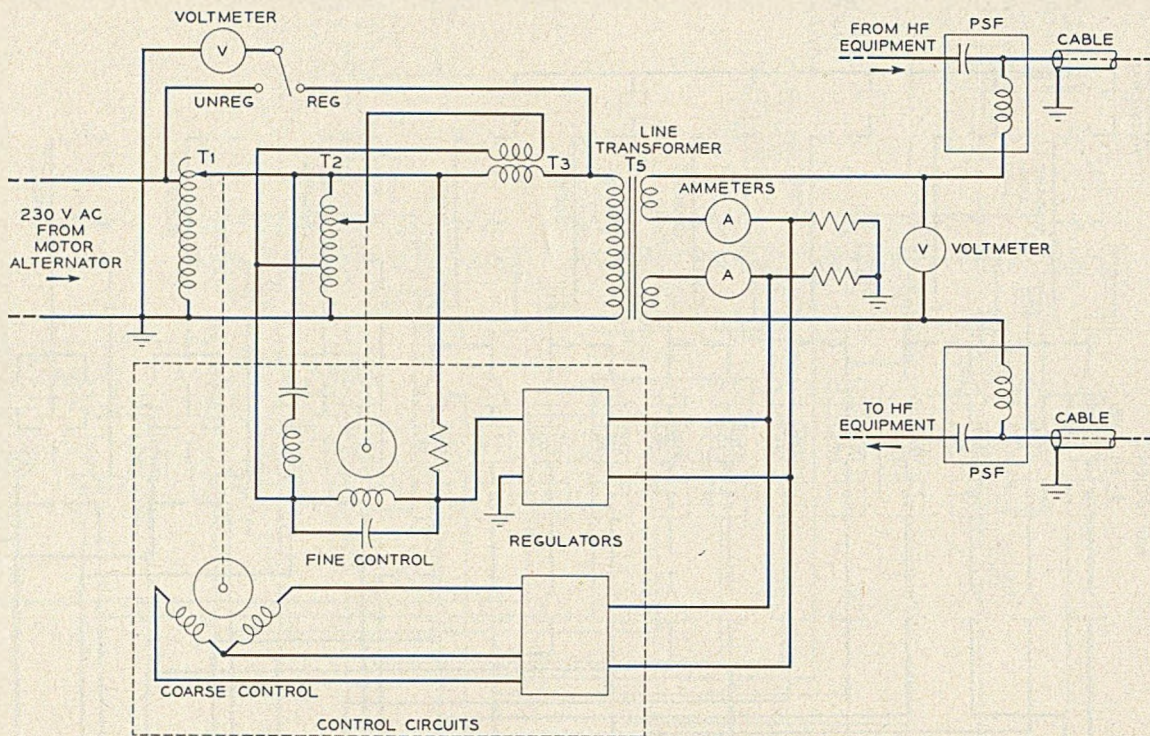 VOLTMETER
V
UNREG
REG
FROM HF
EQUIPMENT
PSF
CABLE
T1
T2
T3
LINE
TRANSFORMER
T5
AMMETERS
A
A
V
VOLTMETER
230 V AC
FROM
MOTOR
ALTERNATOR
TO HF
EQUIPMENT
CABLE
PSF
REGULATORS
FINE CONTROL
COARSE CONTROL
CONTROL CIRCUITS